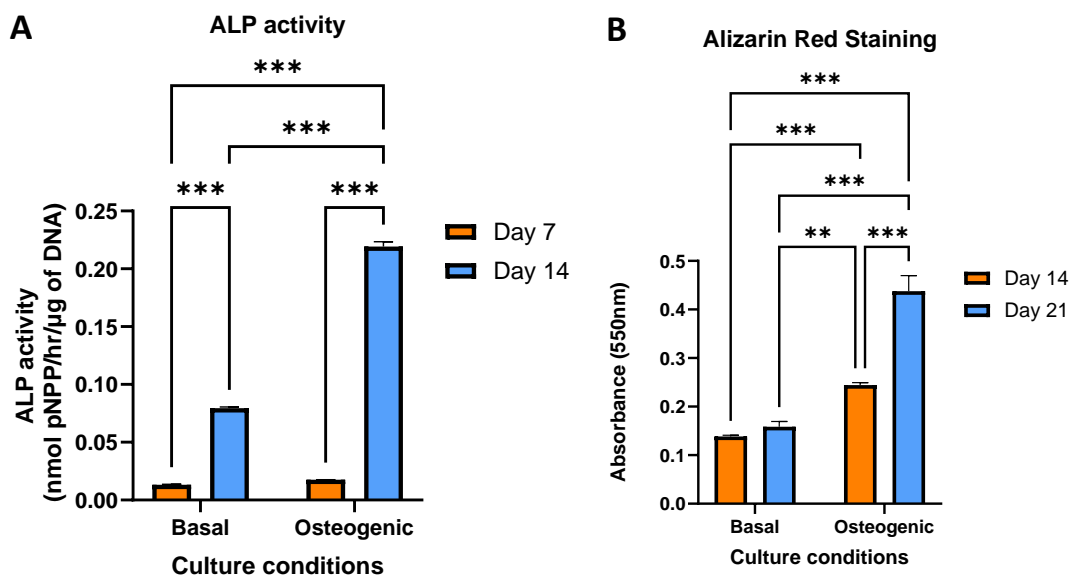 A
ALP activity
***
***
***
***
ALP activity
(nmol pNPP/hr/µg of DNA)
0.25
0.20
0.15
0.10
0.05
0.00
Basal
Osteogenic
Culture conditions
Day 7
Day 14
B
Alizarin Red Staining
***
***
***
**
***
Absorbance (550nm)
0.5
0.4
0.3
0.2
0.1
0.0
Basal
Osteogenic
Culture conditions
Day 14
Day 21